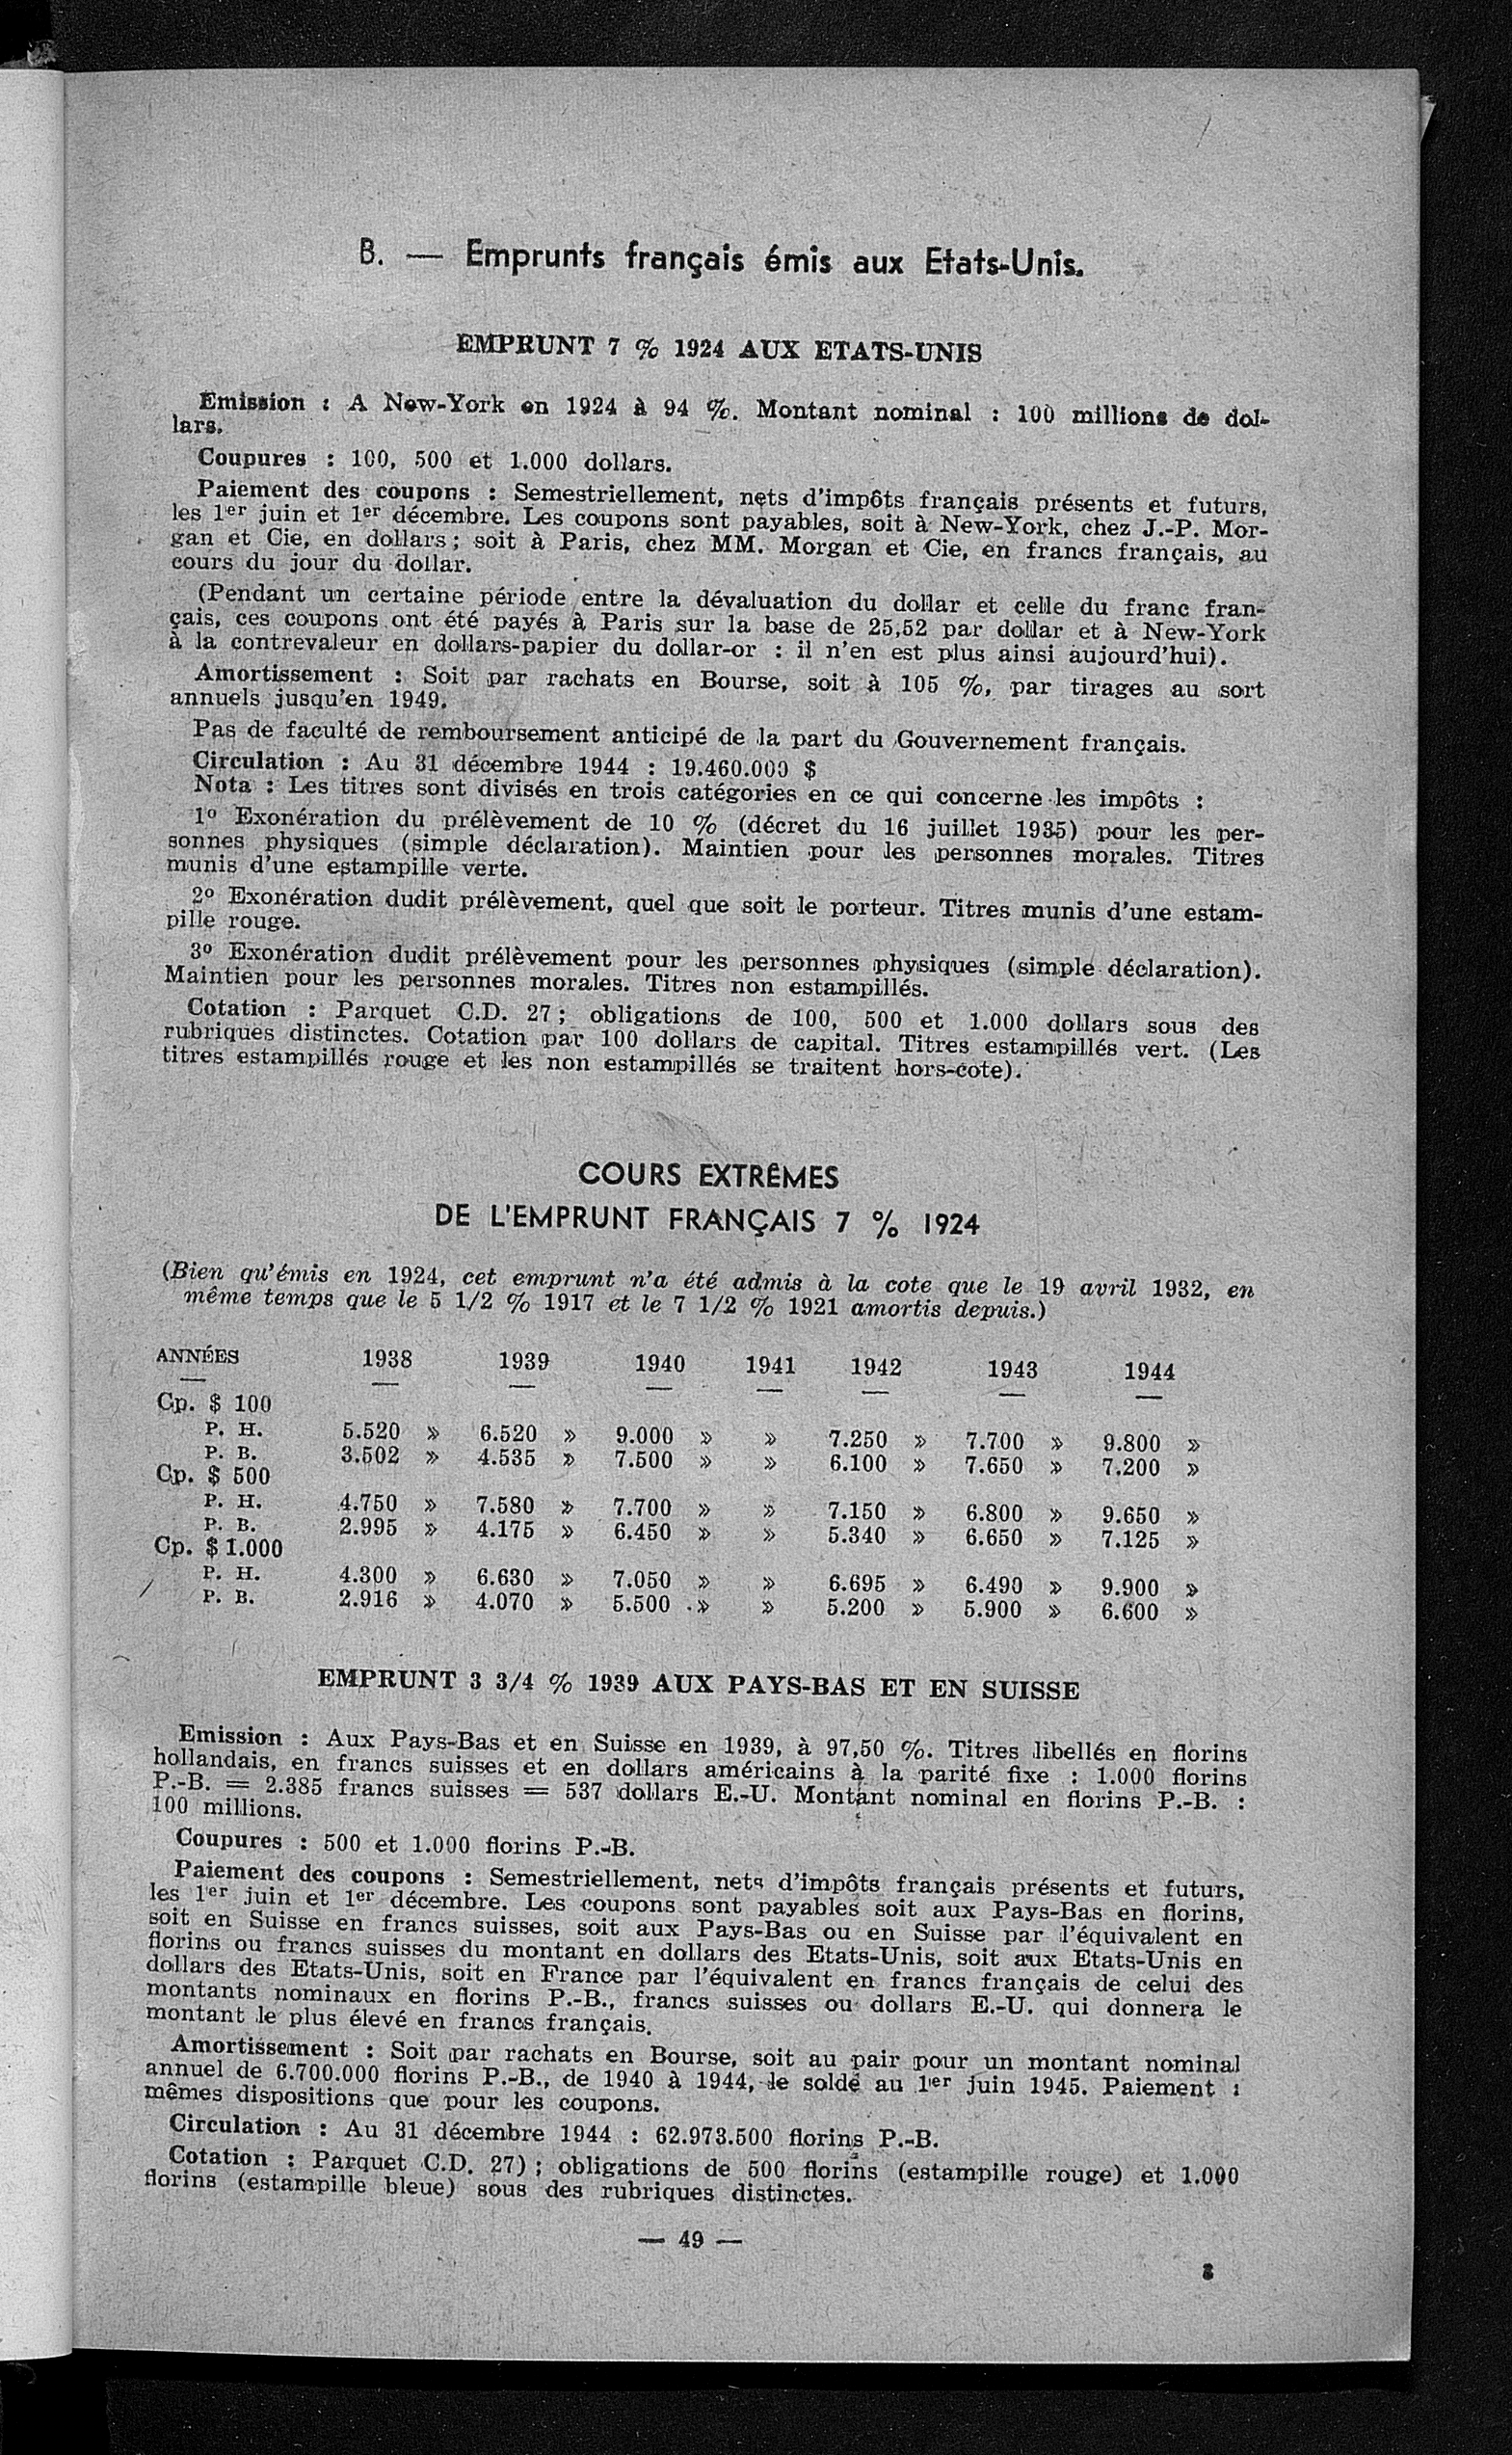 B. — Emprunts français émis aux Etats-Unis.
EMPRUNT 7 % 1924 AUX ETATS-UNIS
Emission : A New-York en 1924 à 94 %. Montant nominal : 100 millions de dol-
lars.
Coupures : 100, 500 et 1.000 dollars.
Paiement des coupons : Semestriellement, nets d'impôts français présents et futurs,
les 1er juin et 1er décembre. Les coupons sont payables, soit à New-York, chez J.-P. Mor-
gan et Cie, en dollars ; soit à Paris, chez MM. Morgan et Cie, en francs français, au
cours du jour du dollar.
(Pendant un certaine période entre la dévaluation du dollar et celle du franc fran-
çais, ces coupons ont été payés à Paris sur la base de 25,52 par dollar et à New-York
à la contrevaleur en dollars-papier du dollar-or : il n'en est plus ainsi aujourd'hui).
Amortissement : Soit par rachats en Bourse, soit à 105 %, par tirages au sort
annuels jusqu'en 1949.
Pas de faculté de remboursement anticipé de la part du Gouvernement français.
Circulation : Au 31 décembre 1944 : 19.460.000 $
Nota : Les titres sont divisés en trois catégories en ce qui concerne les impôts :
1º Exonération du prélèvement de 10 % (décret du 16 juillet 1935) pour les per-
sonnes physiques (simple déclaration). Maintien pour les personnes morales. Titres
munis d'une estampille verte.
2º Exonération dudit prélèvement, quel que soit le porteur. Titres munis d'une estam-
pille rouge.
3º Exonération dudit prélèvement pour les personnes physiques (simple déclaration).
Maintien pour les personnes morales. Titres non estampillés.
Cotation : Parquet C.D. 27 ; obligations de 100, 500 et 1.000 dollars sous des
rubriques distinctes. Cotation par 100 dollars de capital. Titres estampillés vert. (Les
titres estampillés rouge et les non estampillés se traitent hors-cote).
COURS EXTRÊMES
DE L'EMPRUNT FRANÇAIS 7 % 1924
(Bien qu'émis en 1924, cet emprunt n'a été admis à la cote que le 19 avril 1932, en
même temps que le 5 1/2 % 1917 et le 7 1/2 % 1921 amortis depuis.)
ANNÉES 1938 1939 1940 1941 1942 1943 1944
Cp. $ 100
P. H. 5.520 » 6.520 » 9.000 » » 7.250 » 7.700 » 9.800 »
P. B. 3.502 » 4.535 » 7.500 » » 6.100 » 7.650 » 7.200 »
Cp. $ 500
P. H. 4.750 » 7.580 » 7.700 » » 7.150 » 6.800 » 9.650 »
P. B. 2.995 » 4.175 » 6.450 » » 5.340 » 6.650 » 7.125 »
Cp. $ 1.000
P. H. 4.300 » 6.630 » 7.050 » » 6.695 » 6.490 » 9.900 »
P. B. 2.916 » 4.070 » 5.500 » » 5.200 » 5.900 » 6.600 »
EMPRUNT 3 3/4 % 1939 AUX PAYS-BAS ET EN SUISSE
Emission : Aux Pays-Bas et en Suisse en 1939, à 97,50 %. Titres libellés en florins
hollandais, en francs suisses et en dollars américains à la parité fixe : 1.000 florins
P.-B. = 2.385 francs suisses = 537 dollars E.-U. Montant nominal en florins P.-B. :
100 millions.
Coupures : 500 et 1.000 florins P.-B.
Paiement des coupons : Semestriellement, nets d'impôts français présents et futurs,
les 1er juin et 1er décembre. Les coupons sont payables soit aux Pays-Bas en florins,
soit en Suisse en francs suisses, soit aux Pays-Bas ou en Suisse par l'équivalent en
florins ou francs suisses du montant en dollars des Etats-Unis, soit aux Etats-Unis en
dollars des Etats-Unis, soit en France par l'équivalent en francs français de celui des
montants nominaux en florins P.-B., francs suisses ou dollars E.-U. qui donnera le
montant le plus élevé en francs français.
Amortissement : Soit par rachats en Bourse, soit au pair pour un montant nominal
annuel de 6.700.000 florins P.-B., de 1940 à 1944, le solde au 1er juin 1945. Paiement :
mêmes dispositions que pour les coupons.
Circulation : Au 31 décembre 1944 : 62.973.500 florins P.-B.
Cotation : Parquet C.D. 27) ; obligations de 500 florins (estampille rouge) et 1.000
florins (estampille bleue) sous des rubriques distinctes.
— 49 —